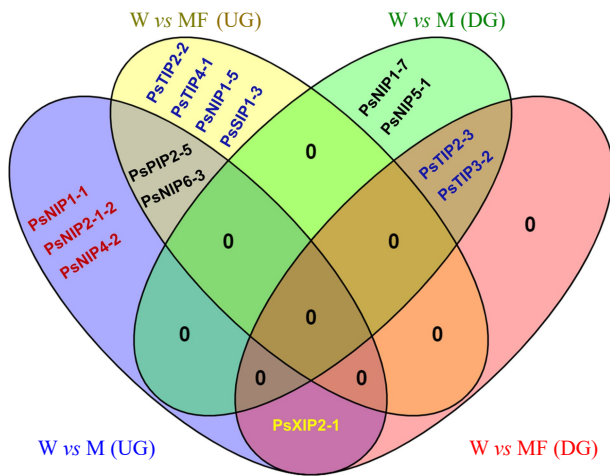 W vs MF (UG)
W vs M (DG)
PsTIP2-2
PsTIP4-1
PsNIP1-5
PsSIP1-3
PsNIP1-7
PsNIP5-1
0
PsPIP2-5
PsNIP6-3
PsTIP2-3
PsTIP3-2
PsNIP1-1
PsNIP2-1-2
PsNIP4-2
0
0
0
0
0
0
0
0
PsXIP2-1
W vs M (UG)
W vs MF (DG)